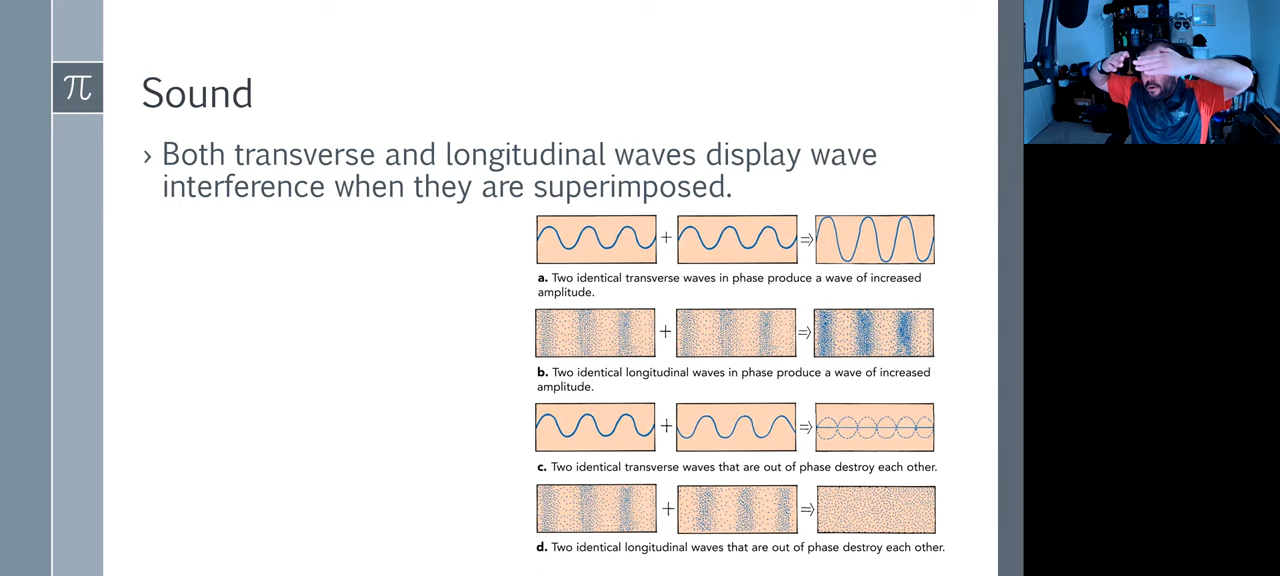 π
Sound
› Both transverse and longitudinal waves display wave
interference when they are superimposed.
+ ⇒
a. Two identical transverse waves in phase produce a wave of increased
amplitude.
+ ⇒
b. Two identical longitudinal waves in phase produce a wave of increased
amplitude.
+ ⇒
c. Two identical transverse waves that are out of phase destroy each other.
+ ⇒
d. Two identical longitudinal waves that are out of phase destroy each other.